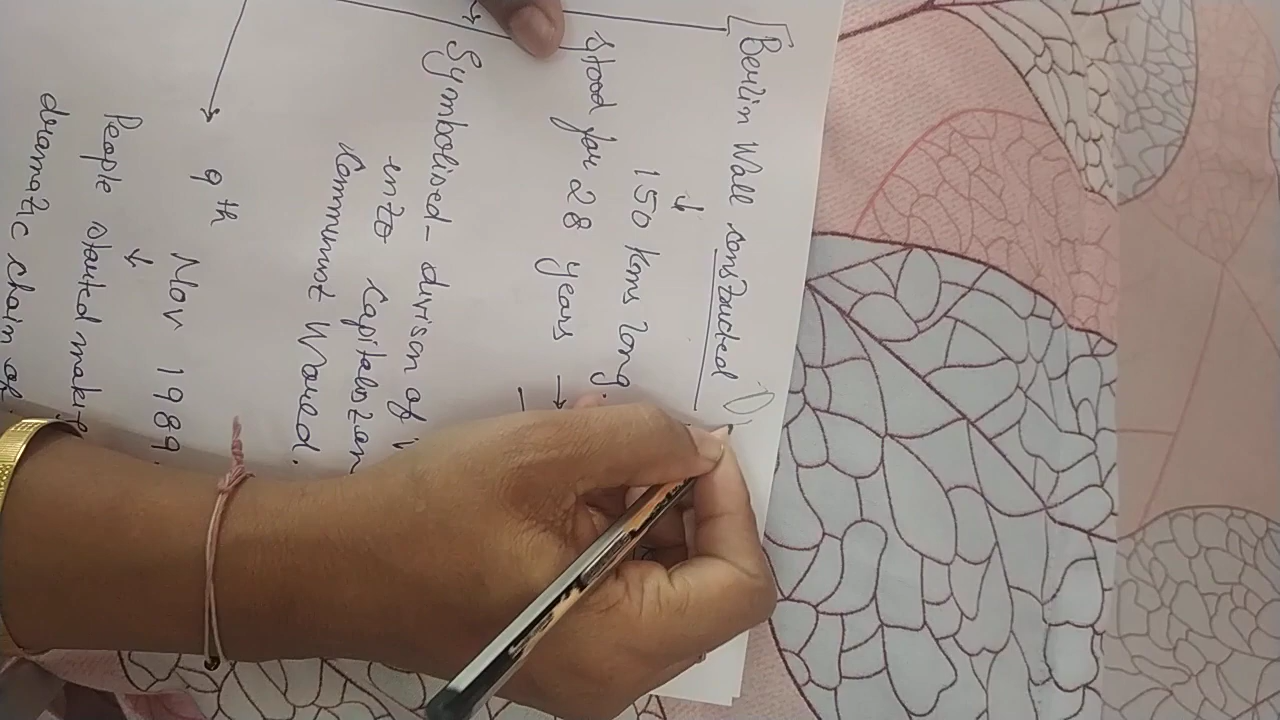 Berlin Wall constructed
150 kms long.
stood for 28 years →
Symbolised - division of
into capitalism
Communist World.
9th Nov 1989.
People started making
dramatic chain of